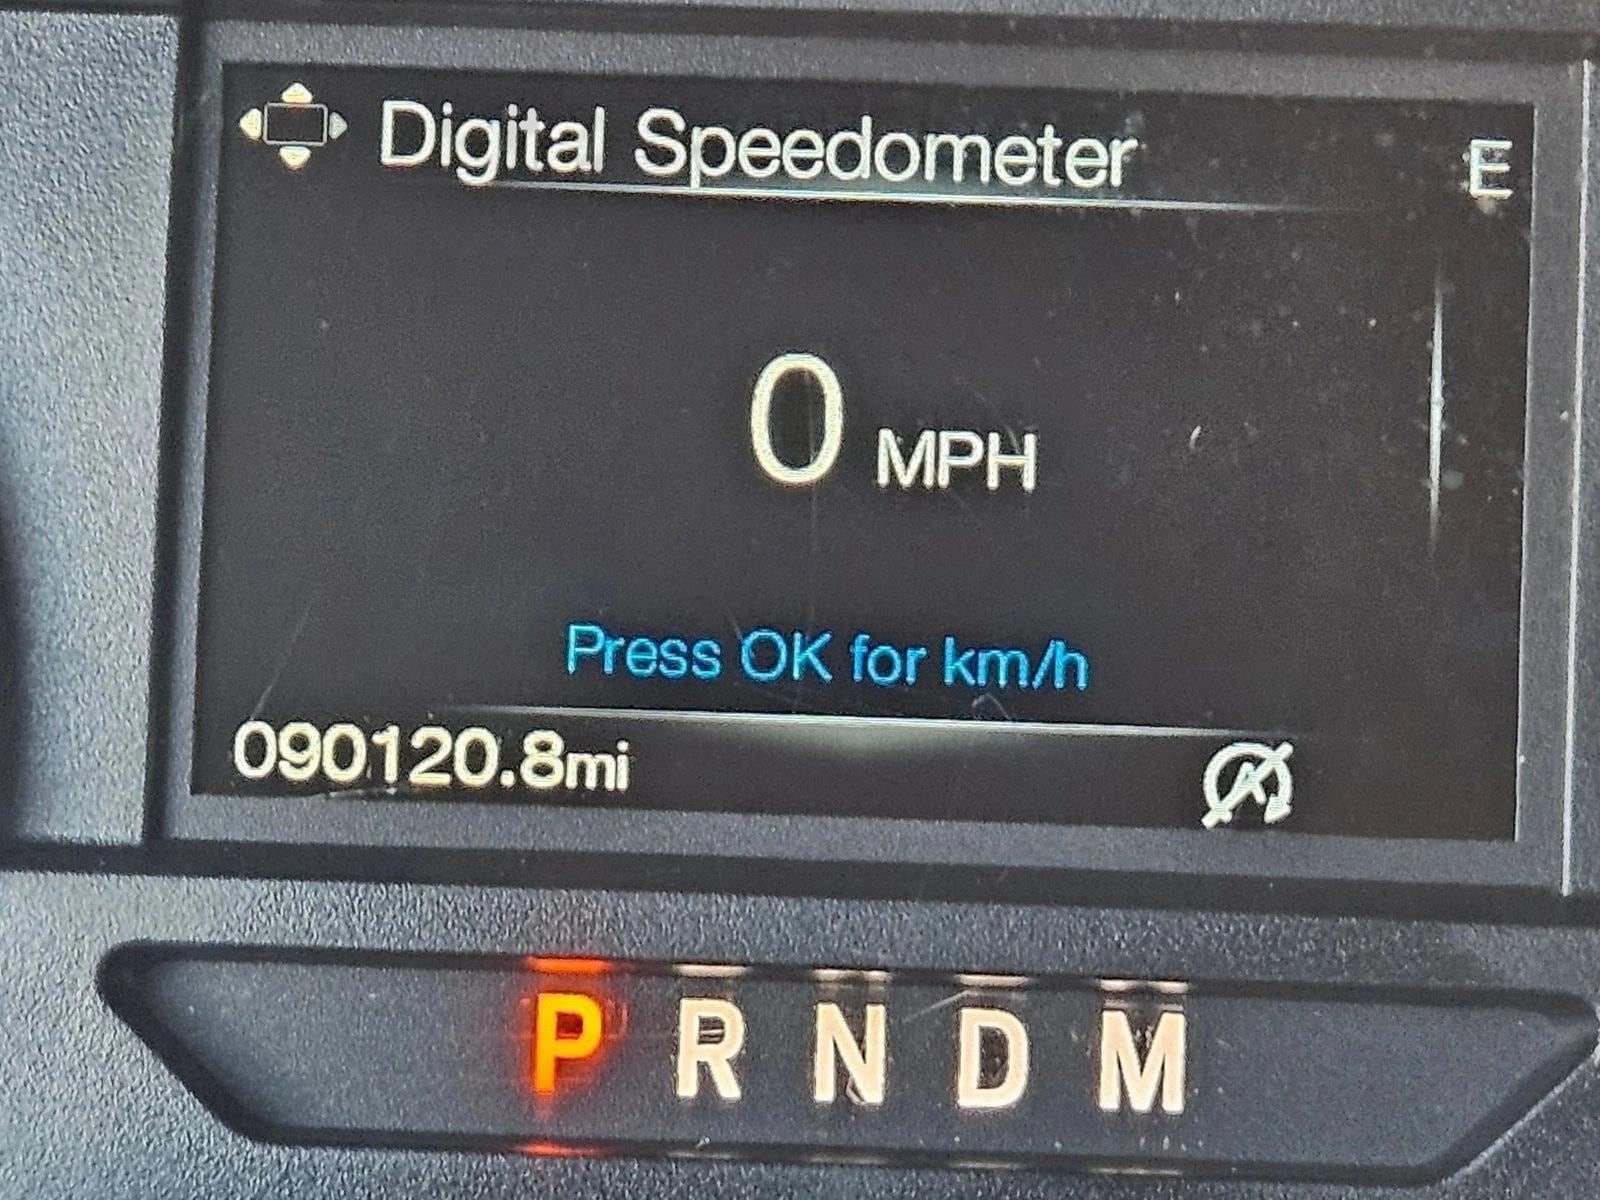 Digital Speedometer
E
0 MPH
Press OK for km/h
090120.8mi
P R N D M